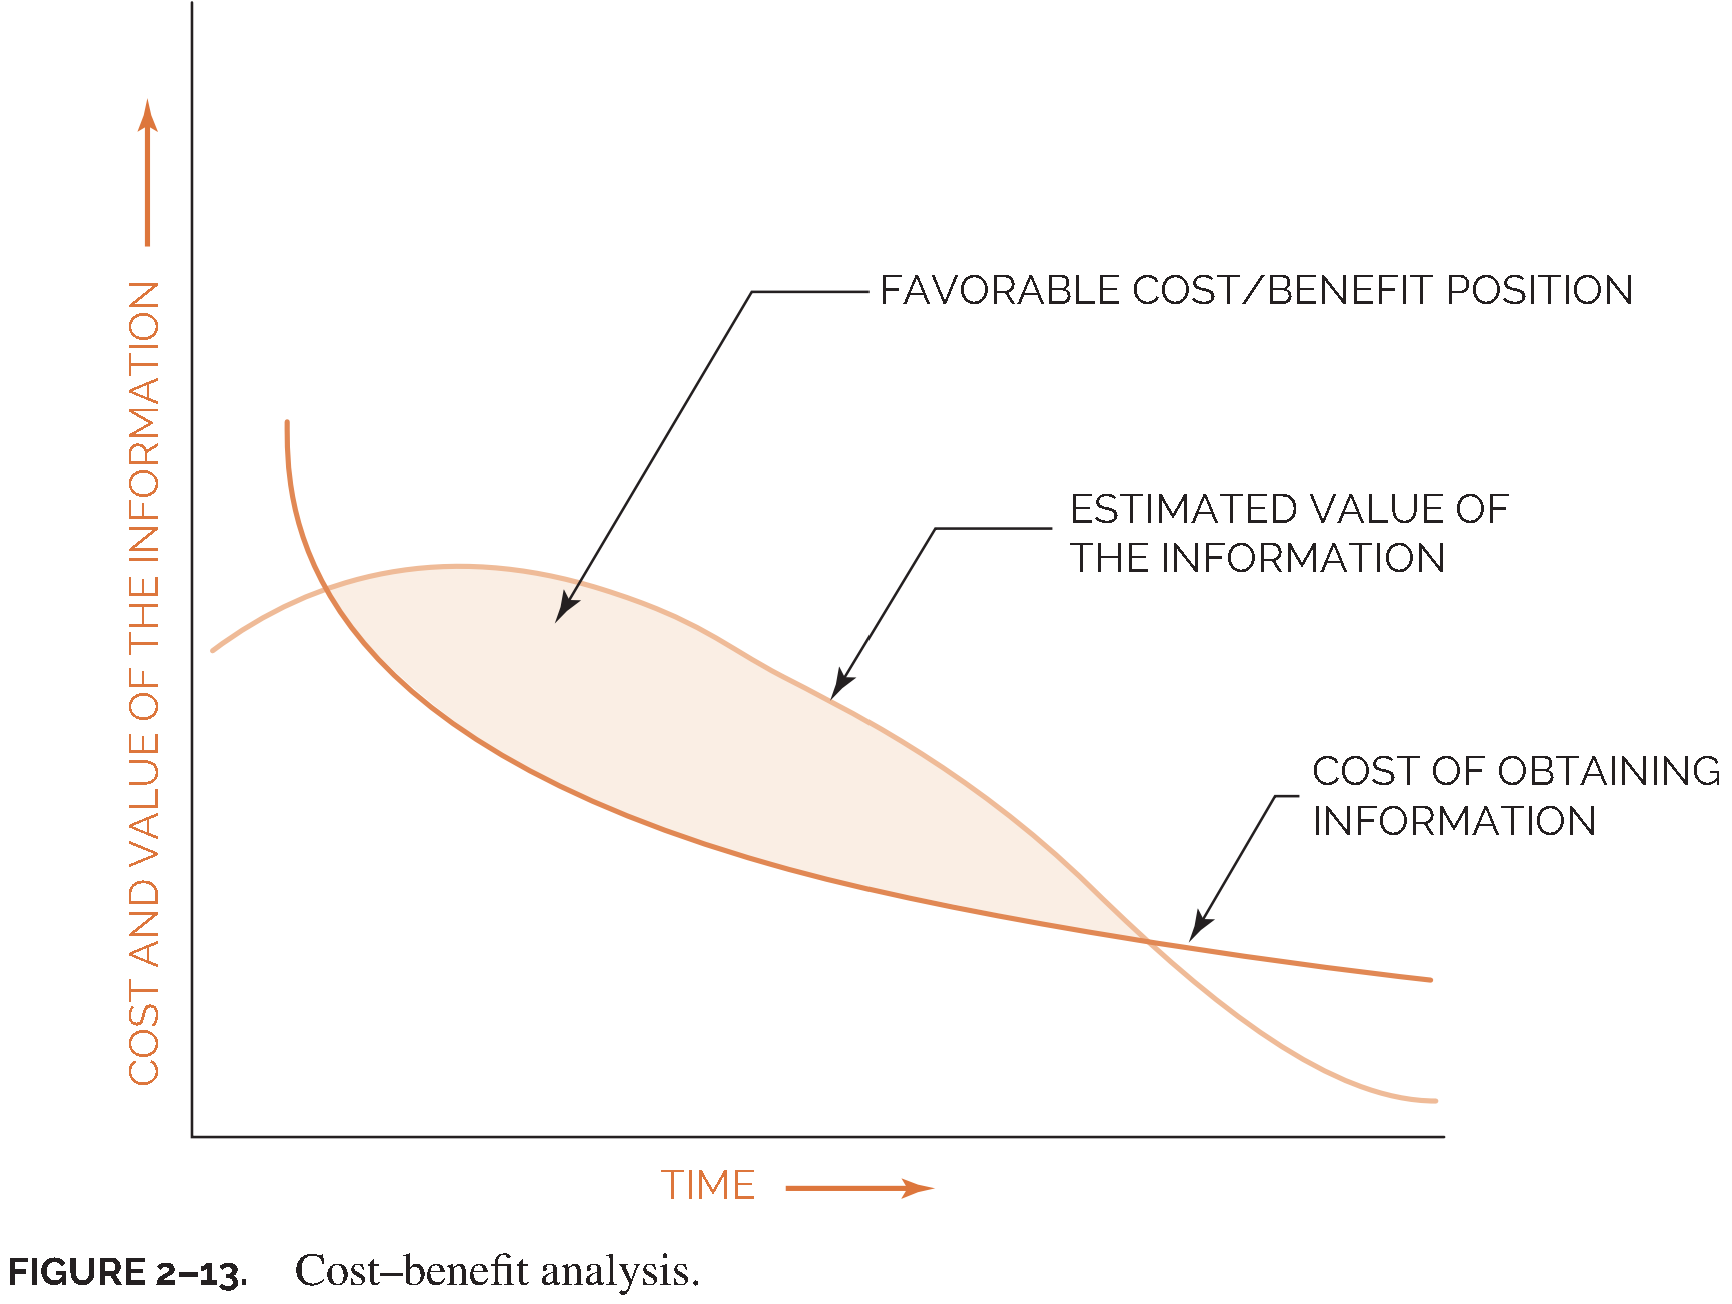 COST AND VALUE OF THE INFORMATION
FAVORABLE COST/BENEFIT POSITION
ESTIMATED VALUE OF
THE INFORMATION
COST OF OBTAINING
INFORMATION
TIME
FIGURE 2–13. Cost–benefit analysis.